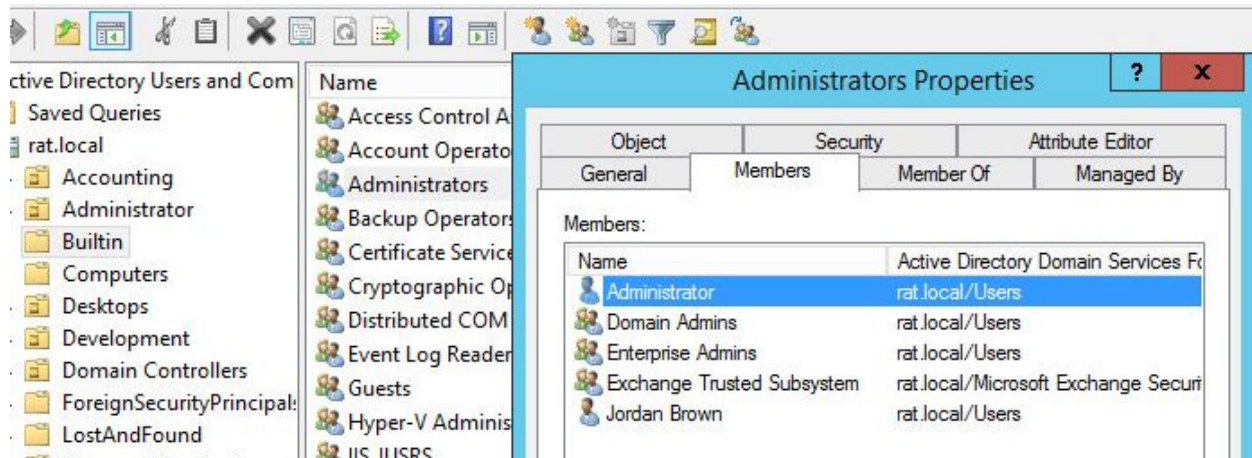 ctive Directory Users and Com
Saved Queries
rat.local
Accounting
Administrator
Builtin
Computers
Desktops
Development
Domain Controllers
ForeignSecurityPrincipal:
LostAndFound
Name
Access Control A
Account Operato
Administrators
Backup Operators
Certificate Service
Cryptographic Op
Distributed COM
Event Log Reader
Guests
Hyper-V Adminis
IIS_IUSRS
Administrators Properties
? x
Object Security Attribute Editor
General Members Member Of Managed By
Members:
Name Active Directory Domain Services Fo
Administrator rat.local/Users
Domain Admins rat.local/Users
Enterprise Admins rat.local/Users
Exchange Trusted Subsystem rat.local/Microsoft Exchange Securit
Jordan Brown rat.local/Users